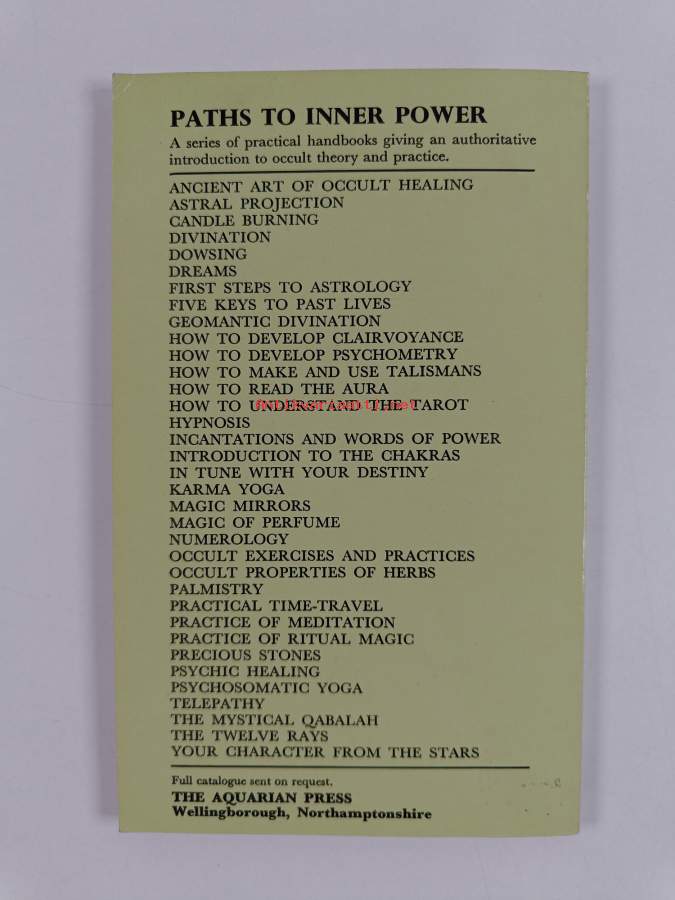 PATHS TO INNER POWER
A series of practical handbooks giving an authoritative
introduction to occult theory and practice.
ANCIENT ART OF OCCULT HEALING
ASTRAL PROJECTION
CANDLE BURNING
DIVINATION
DOWSING
DREAMS
FIRST STEPS TO ASTROLOGY
FIVE KEYS TO PAST LIVES
GEOMANTIC DIVINATION
HOW TO DEVELOP CLAIRVOYANCE
HOW TO DEVELOP PSYCHOMETRY
HOW TO MAKE AND USE TALISMANS
HOW TO READ THE AURA
HOW TO UNDERSTAND THE TAROT
HYPNOSIS
INCANTATIONS AND WORDS OF POWER
INTRODUCTION TO THE CHAKRAS
IN TUNE WITH YOUR DESTINY
KARMA YOGA
MAGIC MIRRORS
MAGIC OF PERFUME
NUMEROLOGY
OCCULT EXERCISES AND PRACTICES
OCCULT PROPERTIES OF HERBS
PALMISTRY
PRACTICAL TIME-TRAVEL
PRACTICE OF MEDITATION
PRACTICE OF RITUAL MAGIC
PRECIOUS STONES
PSYCHIC HEALING
PSYCHOSOMATIC YOGA
TELEPATHY
THE MYSTICAL QABALAH
THE TWELVE RAYS
YOUR CHARACTER FROM THE STARS
Full catalogue sent on request.
THE AQUARIAN PRESS
Wellingborough, Northamptonshire